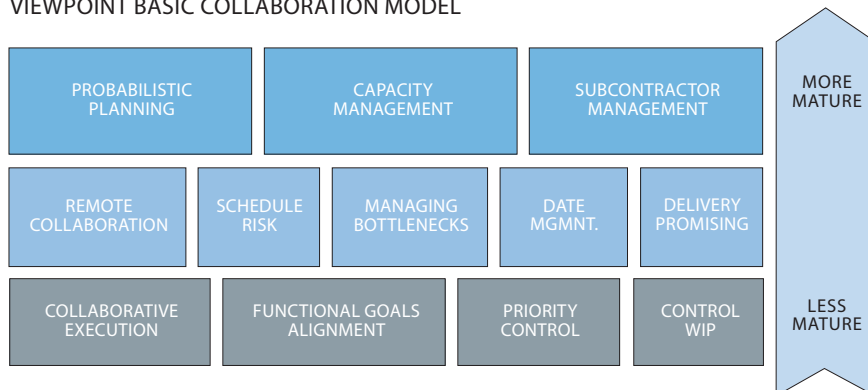 VIEWPOINT BASIC COLLABORATION MODEL
PROBABILISTIC
PLANNING
CAPACITY
MANAGEMENT
SUBCONTRACTOR
MANAGEMENT
MORE
MATURE
REMOTE
COLLABORATION
SCHEDULE
RISK
MANAGING
BOTTLENECKS
DATE
MGMNT.
DELIVERY
PROMISING
COLLABORATIVE
EXECUTION
FUNCTIONAL GOALS
ALIGNMENT
PRIORITY
CONTROL
CONTROL
WIP
LESS
MATURE